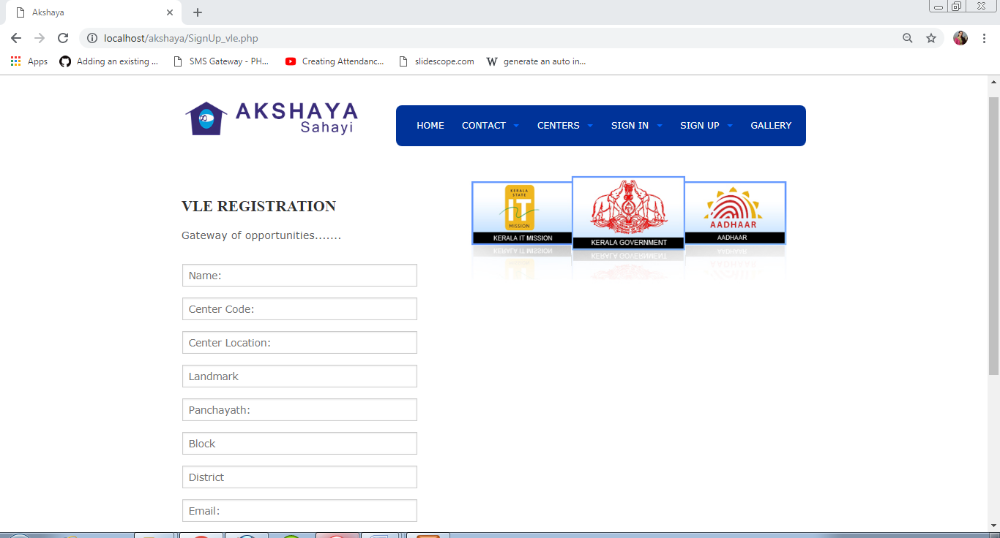 Akshaya
localhost/akshaya/SignUp_vle.php
Apps Adding an existing ... SMS Gateway - PH... Creating Attendanc... slidescope.com W generate an auto in...
AKSHAYA
Sahayi
HOME CONTACT CENTERS SIGN IN SIGN UP GALLERY
VLE REGISTRATION
Gateway of opportunities.......
KERALA
STATE
IT
MISSION
KERALA IT MISSION
KERALA GOVERNMENT
AADHAAR
AADHAAR
Name:
Center Code:
Center Location:
Landmark
Panchayath:
Block
District
Email: